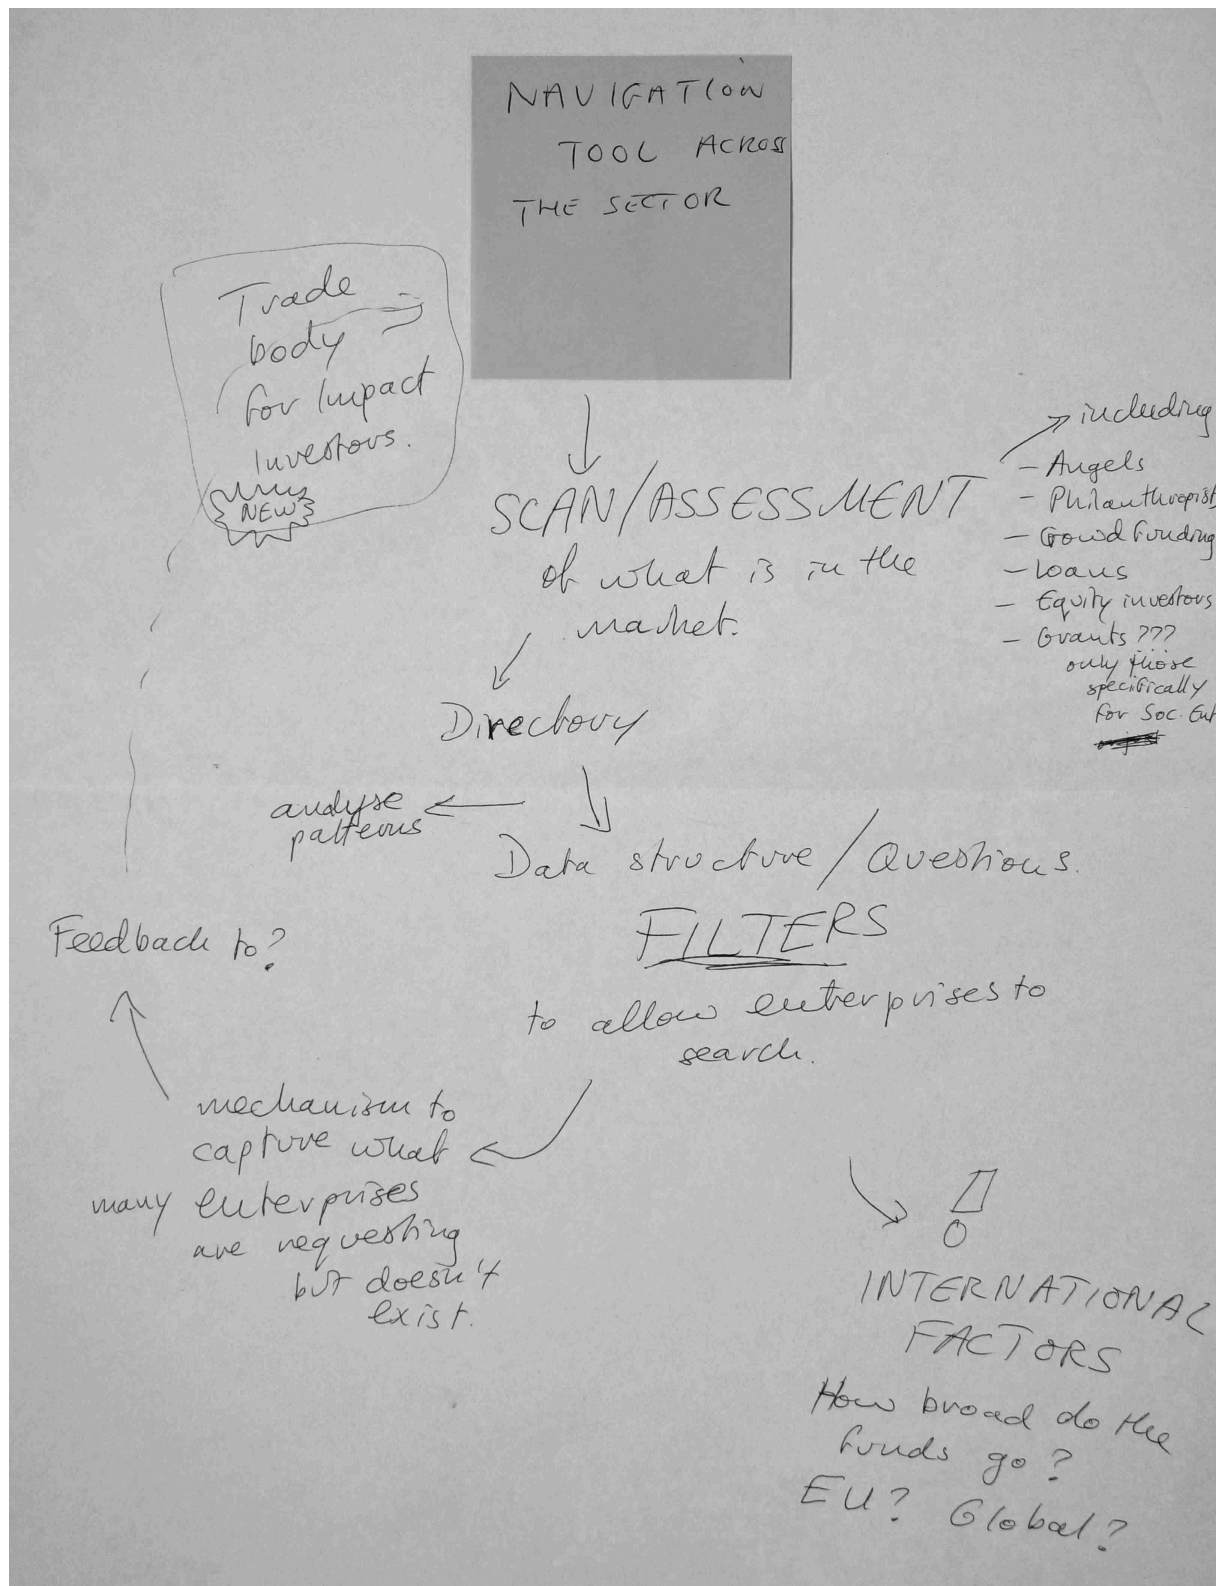 NAVIGATION
TOOL ACROSS
THE SECTOR
Trade
body
for Impact
Investors.
NEW
SCAN/ASSESSMENT
of what is in the
market.
including
- Angels
- Philanthropists
- Crowd funding
- Loans
- Equity investors
- Grants ???
only those
specifically
for Soc. Ent
Directory
analyse
patterns
Data structure / Questions.
FILTERS
to allow enterprises to
search.
Feedback to?
mechanism to
capture what
many enterprises
are requesting
but doesn't
exist.
!
INTERNATIONAL
FACTORS
How broad do the
funds go?
EU? Global?